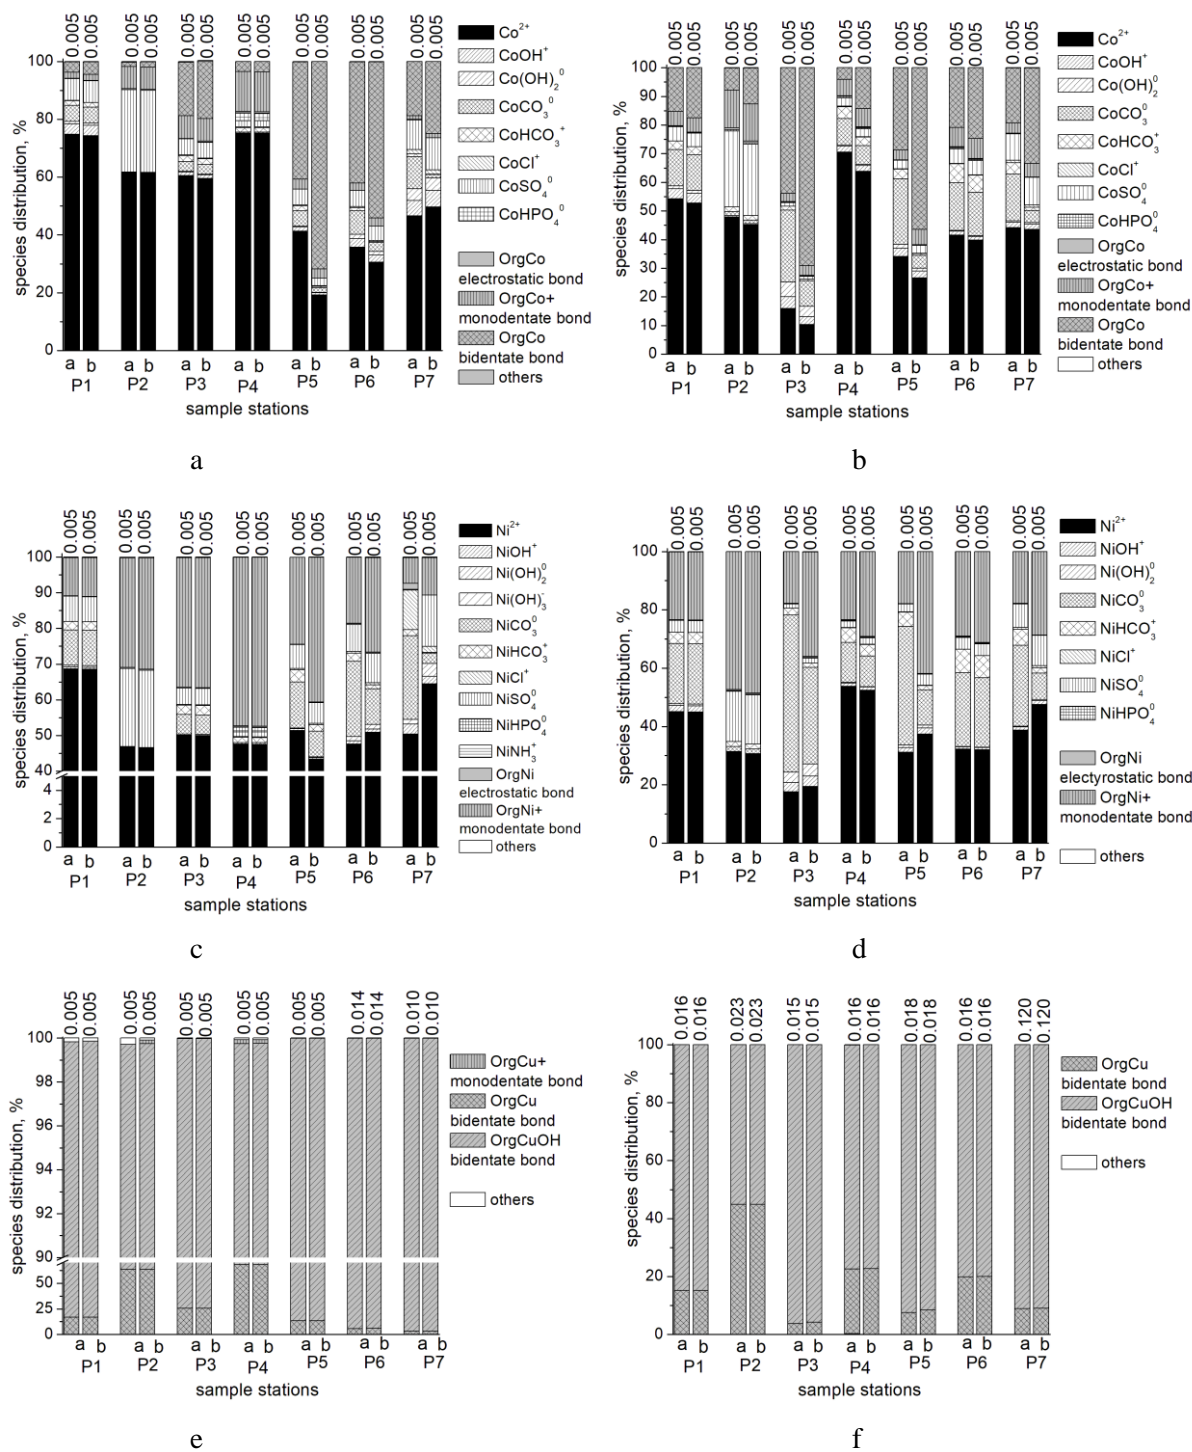 0.005 0.005 0.005 0.005 0.005 0.005 0.005 0.005 0.005 0.005 0.005 0.005 0.005 0.005
100
80
60
40
20
0
species distribution, %
a b a b a b a b a b a b a b
P1 P2 P3 P4 P5 P6 P7
sample stations
Co²⁺
CoOH⁺
Co(OH)₂⁰
CoCO₃⁰
CoHCO₃⁺
CoCl⁺
CoSO₄⁰
CoHPO₄⁰
OrgCo
electrostatic bond
OrgCo+
monodentate bond
OrgCo
bidentate bond
others
a
0.005 0.005 0.005 0.005 0.005 0.005 0.005 0.005 0.005 0.005 0.005 0.005 0.005 0.005
100
80
60
40
20
0
species distribution, %
a b a b a b a b a b a b a b
P1 P2 P3 P4 P5 P6 P7
sample stations
Co²⁺
CoOH⁺
Co(OH)₂⁰
CoCO₃⁰
CoHCO₃⁺
CoCl⁺
CoSO₄⁰
CoHPO₄⁰
OrgCo
electrostatic bond
OrgCo+
monodentate bond
OrgCo
bidentate bond
others
b
0.005 0.005 0.005 0.005 0.005 0.005 0.005 0.005 0.005 0.005 0.005 0.005 0.005 0.005
100
90
80
70
60
50
40
4
2
0
species distribution, %
a b a b a b a b a b a b a b
P1 P2 P3 P4 P5 P6 P7
sample stations
Ni²⁺
NiOH⁺
Ni(OH)₂⁰
Ni(OH)₃⁻
NiCO₃⁰
NiHCO₃⁺
NiCl⁺
NiSO₄⁰
NiHPO₄⁰
NiNH₃⁺
OrgNi
electrostatic bond
OrgNi+
monodentate bond
others
c
0.005 0.005 0.005 0.005 0.005 0.005 0.005 0.005 0.005 0.005 0.005 0.005 0.005 0.005
100
80
60
40
20
0
species distribution, %
a b a b a b a b a b a b a b
P1 P2 P3 P4 P5 P6 P7
sample stations
Ni²⁺
NiOH⁺
Ni(OH)₂⁰
NiCO₃⁰
NiHCO₃⁺
NiCl⁺
NiSO₄⁰
NiHPO₄⁰
OrgNi
electyrostatic bond
OrgNi+
monodentate bond
others
d
0.005 0.005 0.005 0.005 0.005 0.005 0.005 0.005 0.005 0.005 0.014 0.014 0.010 0.010
100
98
96
94
92
90
50
25
0
species distribution, %
a b a b a b a b a b a b a b
P1 P2 P3 P4 P5 P6 P7
sample stations
OrgCu+
monodentate bond
OrgCu
bidentate bond
OrgCuOH
bidentate bond
others
e
0.016 0.016 0.023 0.023 0.015 0.015 0.016 0.016 0.018 0.018 0.016 0.016 0.120 0.120
100
80
60
40
20
0
species distribution, %
a b a b a b a b a b a b a b
P1 P2 P3 P4 P5 P6 P7
sample stations
OrgCu
bidentate bond
OrgCuOH
bidentate bond
others
f